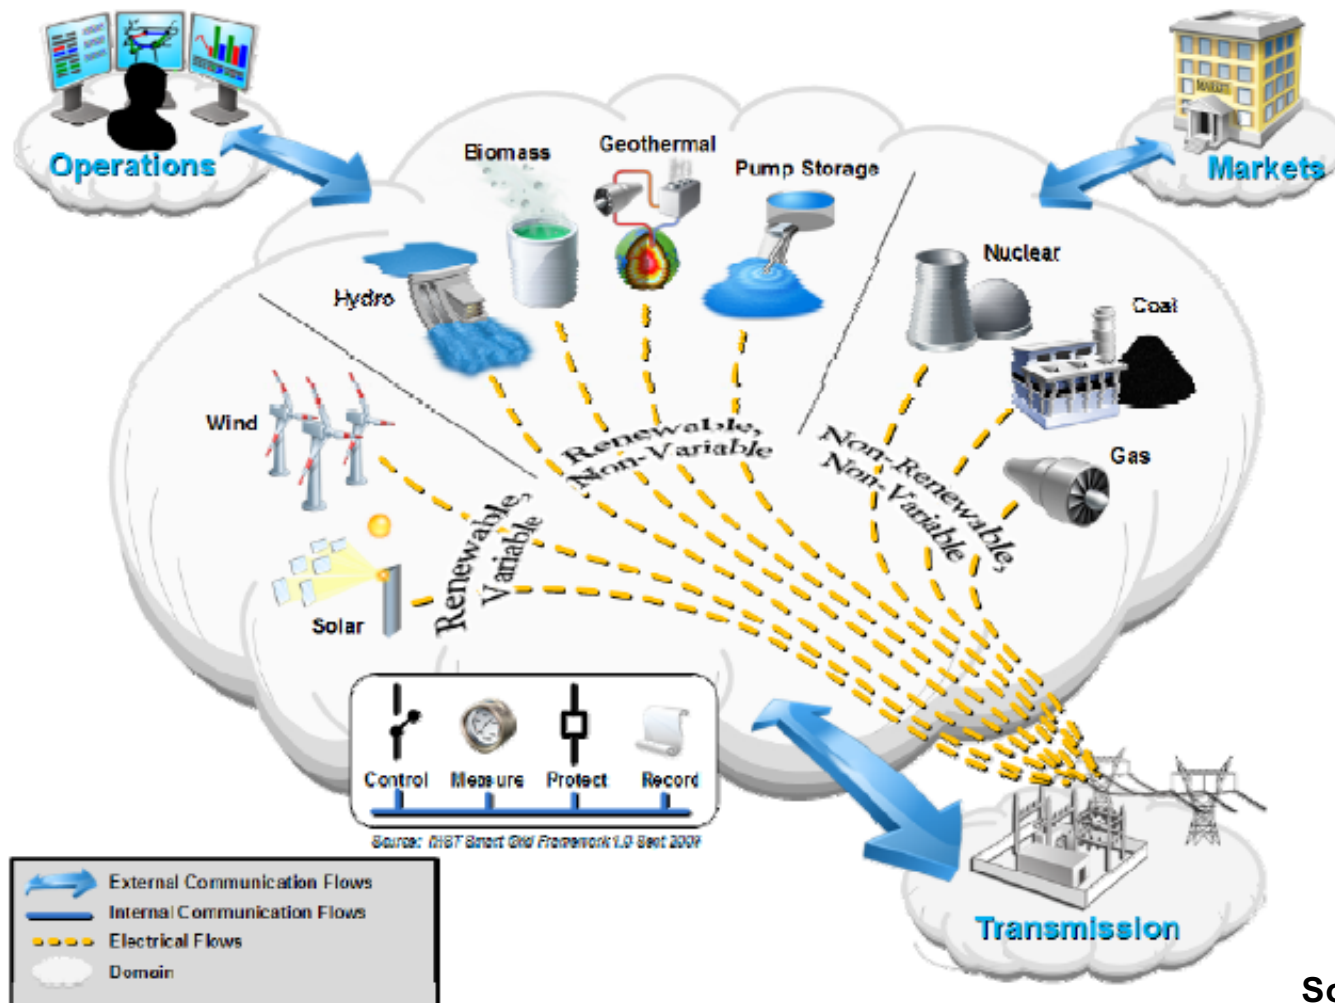 Operations
MARKET
Markets
Biomass
Geothermal
Pump Storage
Hydro
Nuclear
Coal
Wind
Gas
Solar
Renewable,
Variable
Renewable,
Non-Variable
Non-Renewable,
Non-Variable
Control Measure Protect Record
Source: NIST Smart Grid Framework 1.0 Sept 2009
Transmission
External Communication Flows
Internal Communication Flows
Electrical Flows
Domain